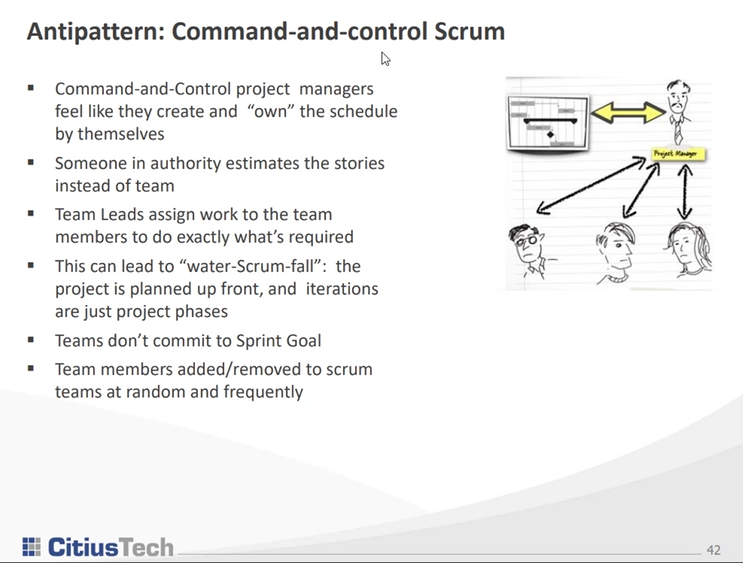 Antipattern: Command-and-control Scrum
▪ Command-and-Control project managers
feel like they create and “own” the schedule
by themselves
▪ Someone in authority estimates the stories
instead of team
▪ Team Leads assign work to the team
members to do exactly what’s required
▪ This can lead to “water-Scrum-fall”: the
project is planned up front, and iterations
are just project phases
▪ Teams don’t commit to Sprint Goal
▪ Team members added/removed to scrum
teams at random and frequently
Project Manager
CitiusTech
42